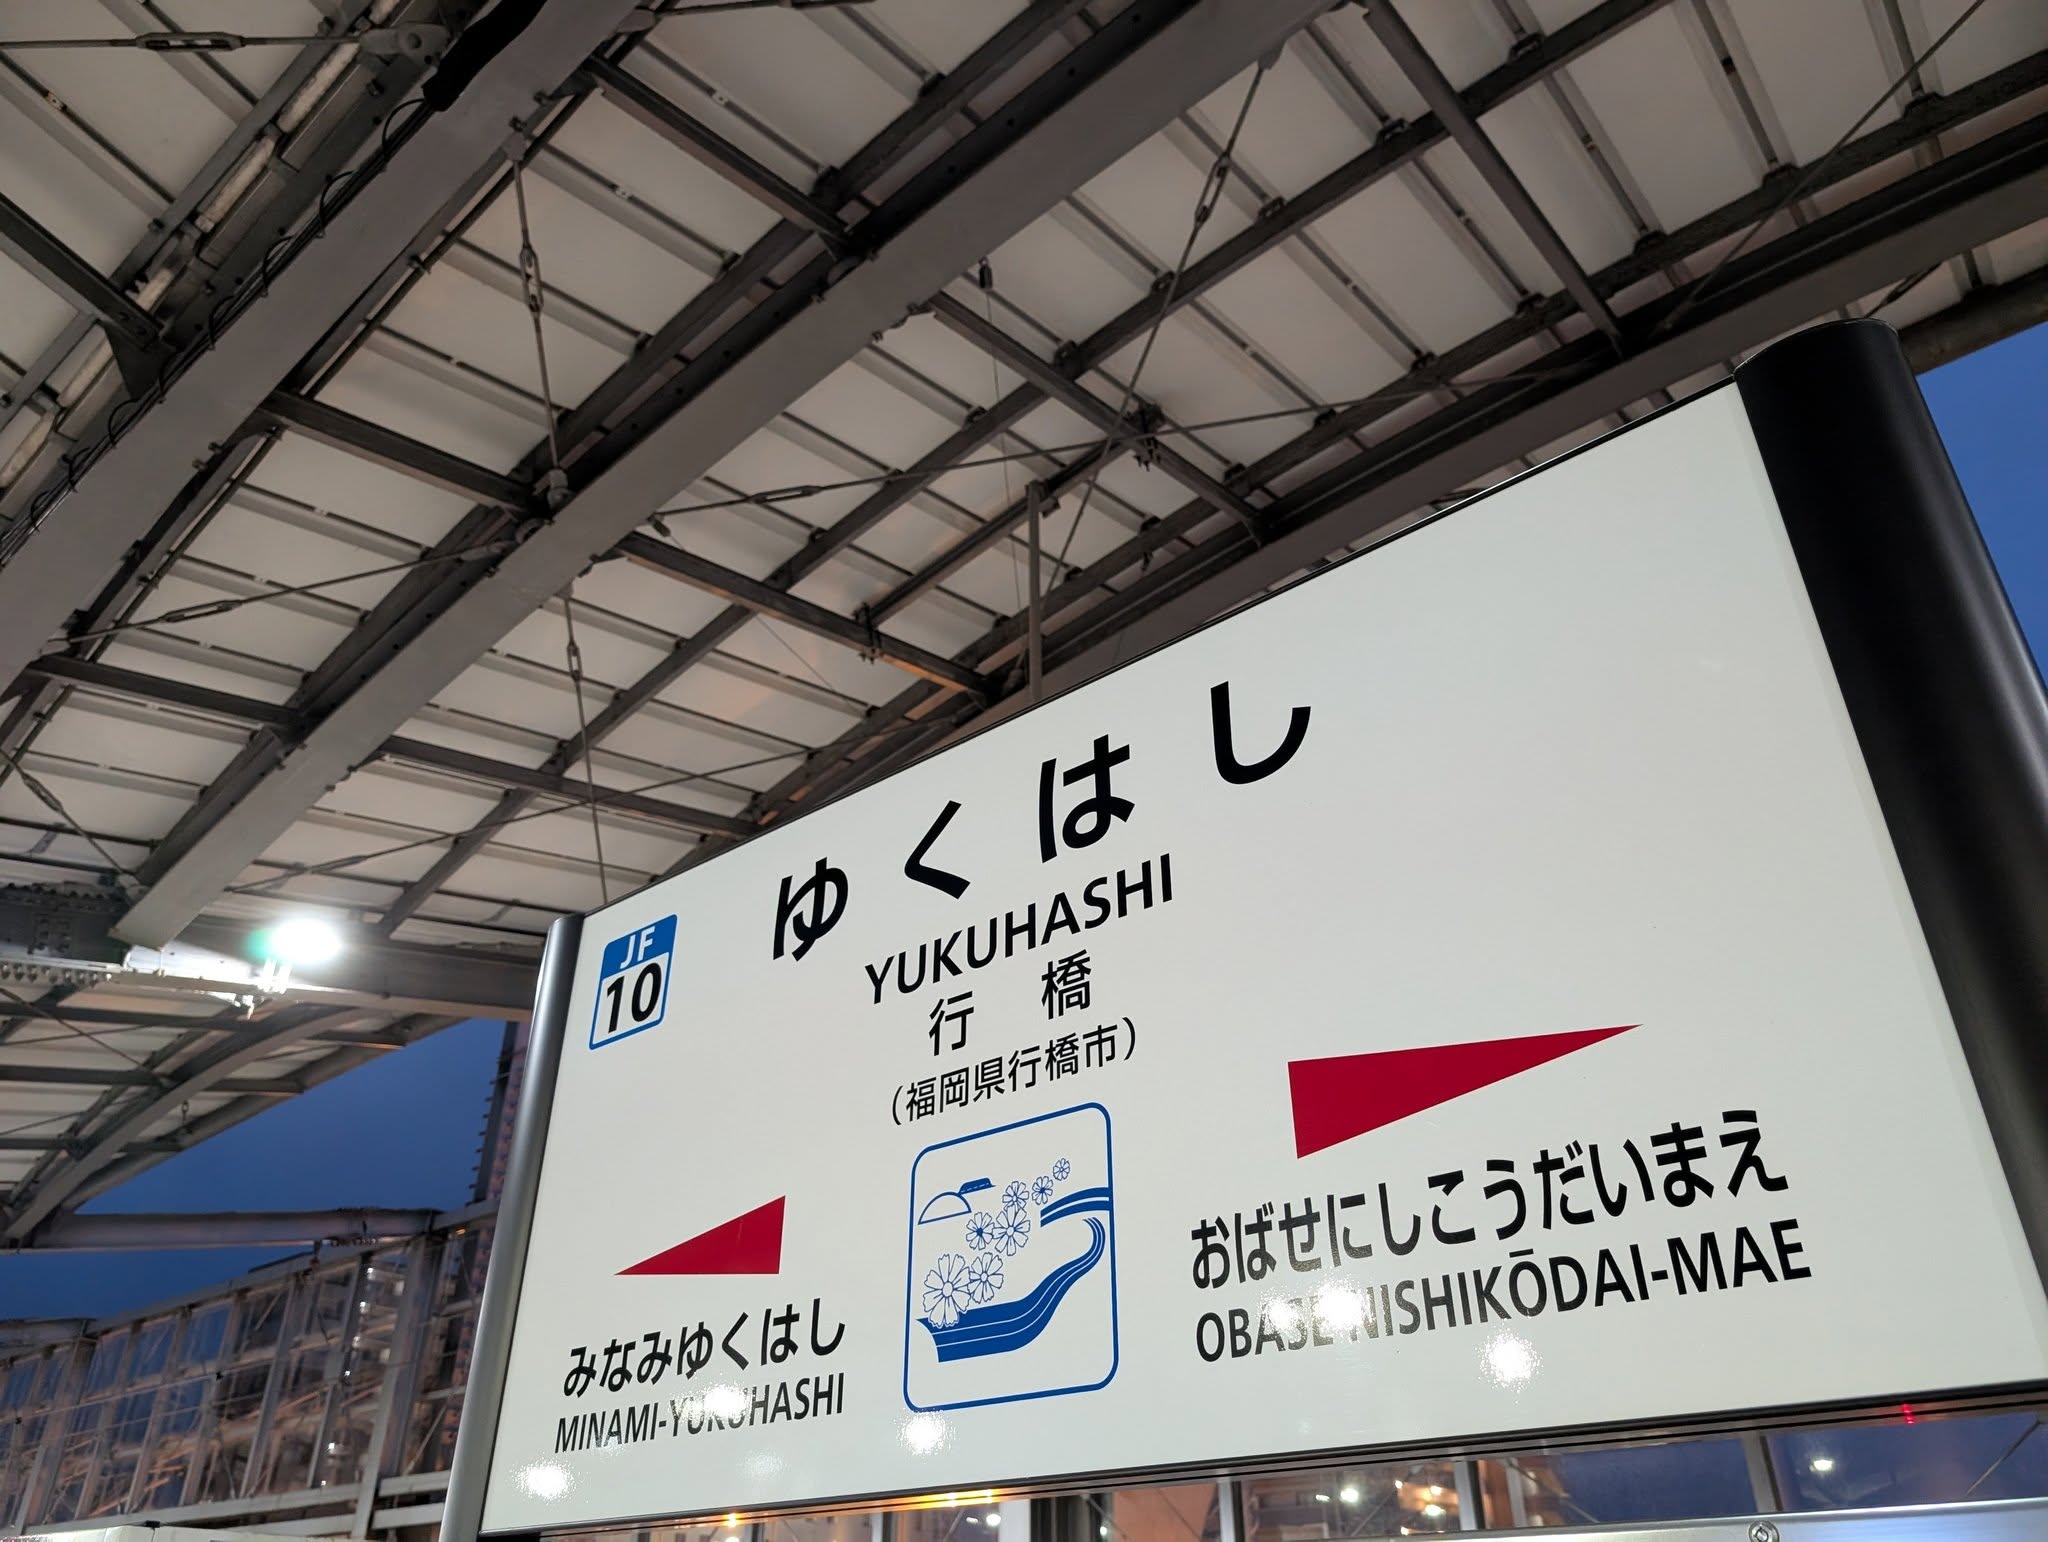 JF
10
ゆくはし
YUKUHASHI
行橋
（福岡県行橋市）
みなみゆくはし
MINAMI-YUKUHASHI
おばせにしこうだいまえ
OBASE NISHIKŌDAI-MAE